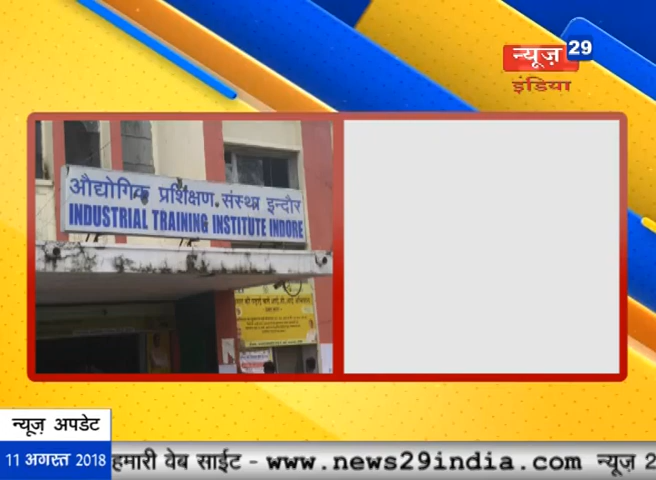 न्यूज़ 29
इंडिया
औद्योगिक प्रशिक्षण संस्था इन्दौर
INDUSTRIAL TRAINING INSTITUTE INDORE
न्यूज़ अपडेट
11 अगस्त 2018
हमारी वेब साईट - www.news29india.com न्यूज़ 2